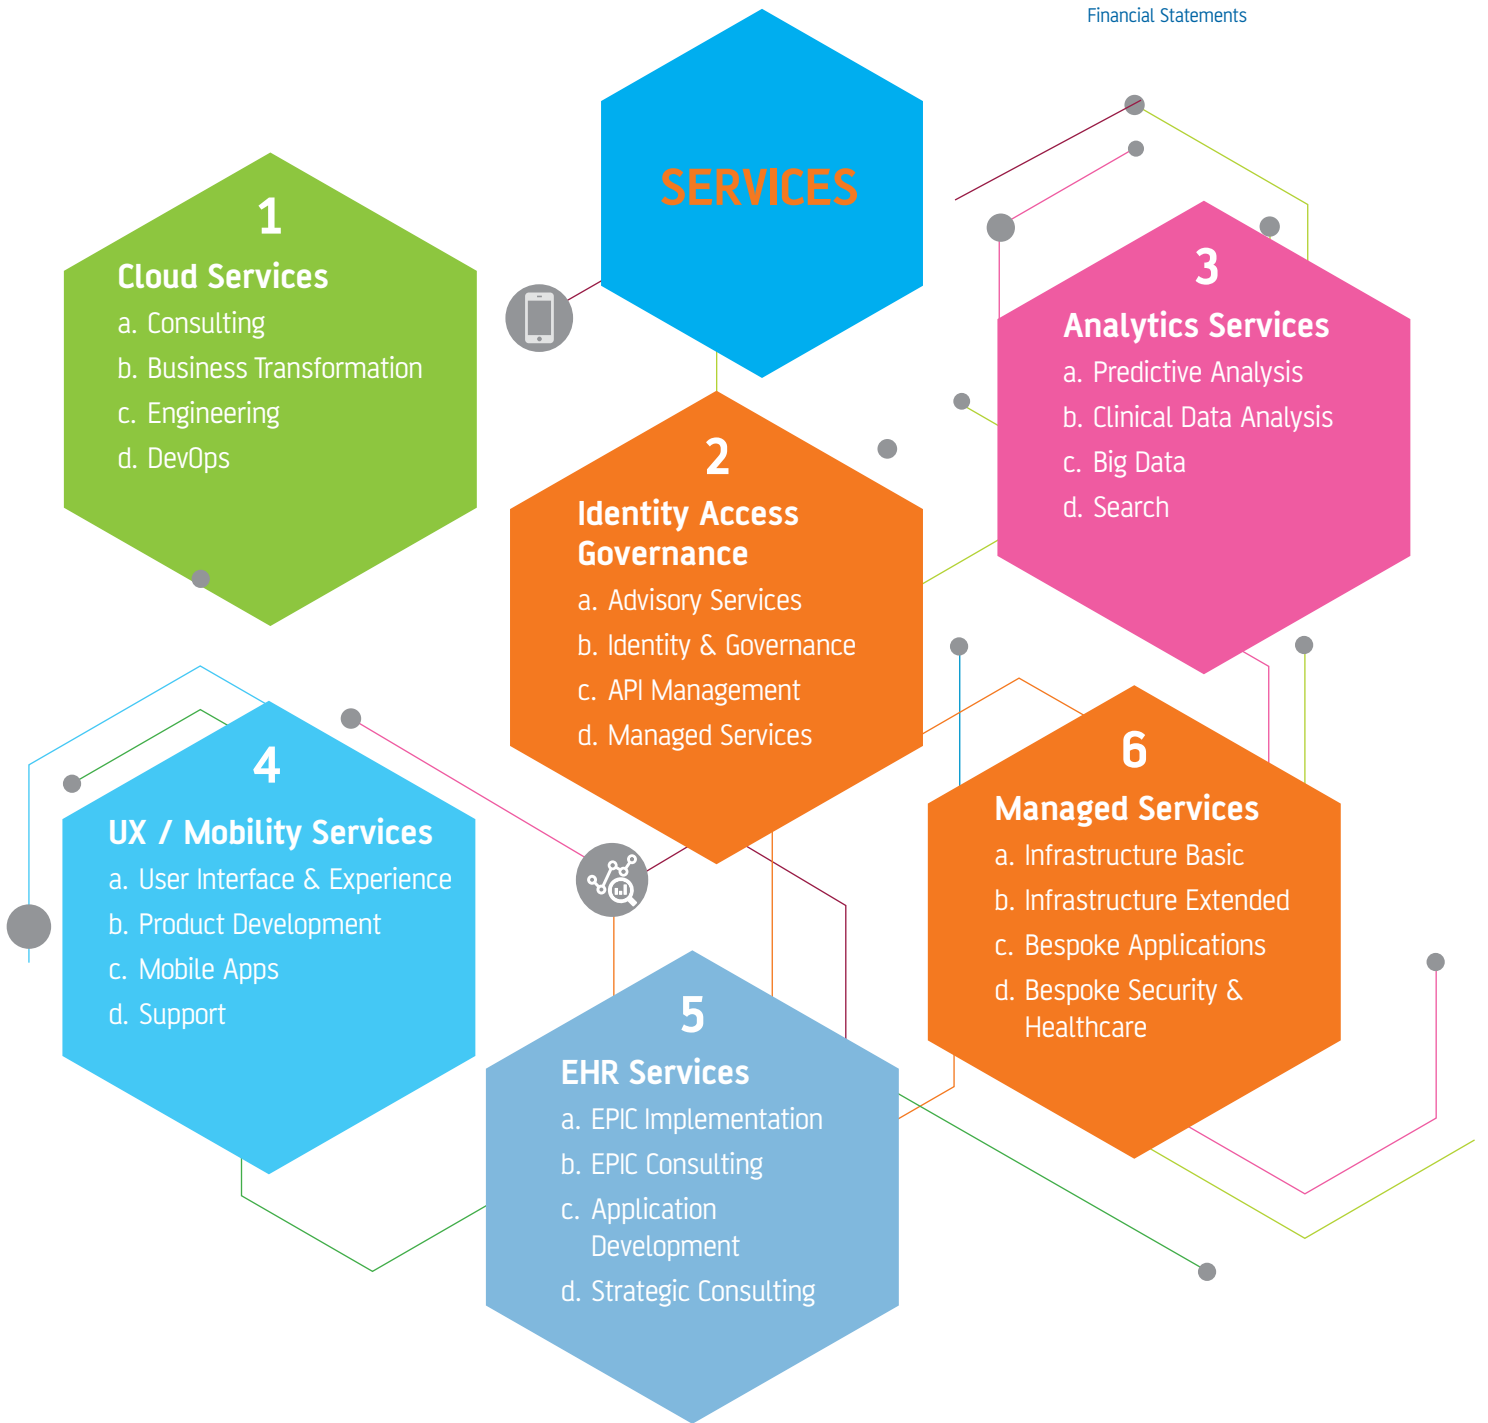 Financial Statements
SERVICES
1
Cloud Services
a. Consulting
b. Business Transformation
c. Engineering
d. DevOps
2
Identity Access
Governance
a. Advisory Services
b. Identity & Governance
c. API Management
d. Managed Services
3
Analytics Services
a. Predictive Analysis
b. Clinical Data Analysis
c. Big Data
d. Search
4
UX / Mobility Services
a. User Interface & Experience
b. Product Development
c. Mobile Apps
d. Support
5
EHR Services
a. EPIC Implementation
b. EPIC Consulting
c. Application
Development
d. Strategic Consulting
6
Managed Services
a. Infrastructure Basic
b. Infrastructure Extended
c. Bespoke Applications
d. Bespoke Security &
Healthcare